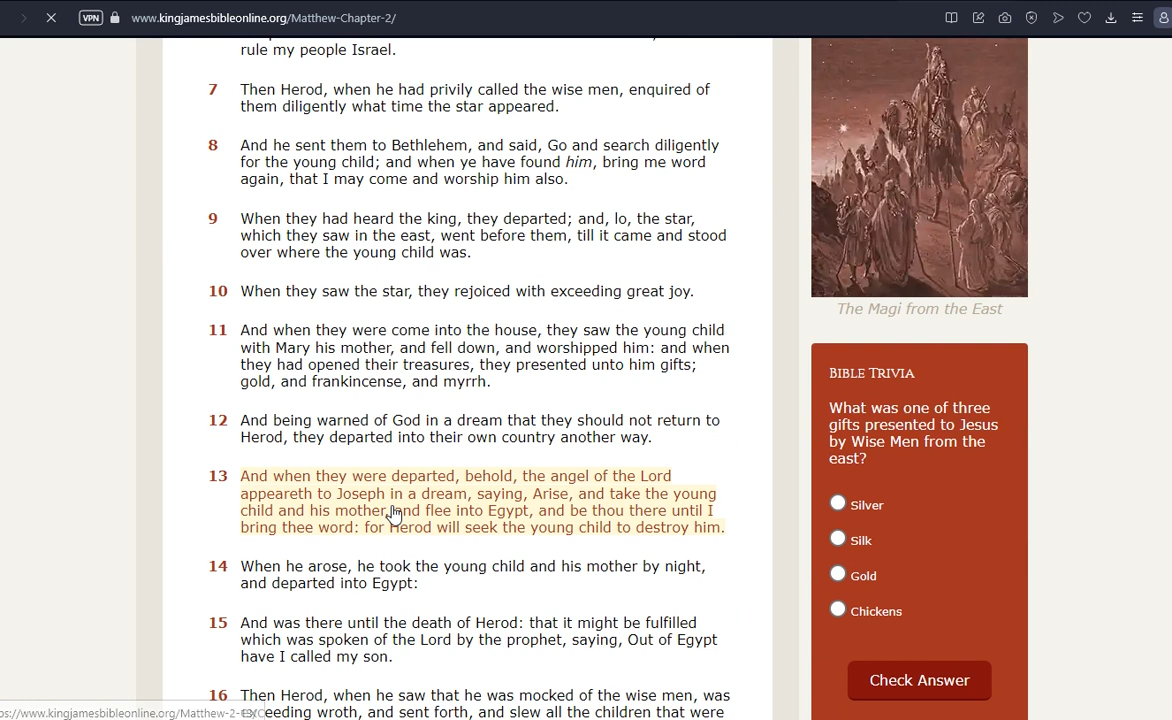 VPN www.kingjamesbibleonline.org/Matthew-Chapter-2/
rule my people Israel.
7 Then Herod, when he had privily called the wise men, enquired of
them diligently what time the star appeared.
8 And he sent them to Bethlehem, and said, Go and search diligently
for the young child; and when ye have found him, bring me word
again, that I may come and worship him also.
9 When they had heard the king, they departed; and, lo, the star,
which they saw in the east, went before them, till it came and stood
over where the young child was.
10 When they saw the star, they rejoiced with exceeding great joy.
11 And when they were come into the house, they saw the young child
with Mary his mother, and fell down, and worshipped him: and when
they had opened their treasures, they presented unto him gifts;
gold, and frankincense, and myrrh.
12 And being warned of God in a dream that they should not return to
Herod, they departed into their own country another way.
13 And when they were departed, behold, the angel of the Lord
appeareth to Joseph in a dream, saying, Arise, and take the young
child and his mother, and flee into Egypt, and be thou there until I
bring thee word: for Herod will seek the young child to destroy him.
14 When he arose, he took the young child and his mother by night,
and departed into Egypt:
15 And was there until the death of Herod: that it might be fulfilled
which was spoken of the Lord by the prophet, saying, Out of Egypt
have I called my son.
16 Then Herod, when he saw that he was mocked of the wise men, was
exceeding wroth, and sent forth, and slew all the children that were
The Magi from the East
BIBLE TRIVIA
What was one of three
gifts presented to Jesus
by Wise Men from the
east?
Silver
Silk
Gold
Chickens
Check Answer